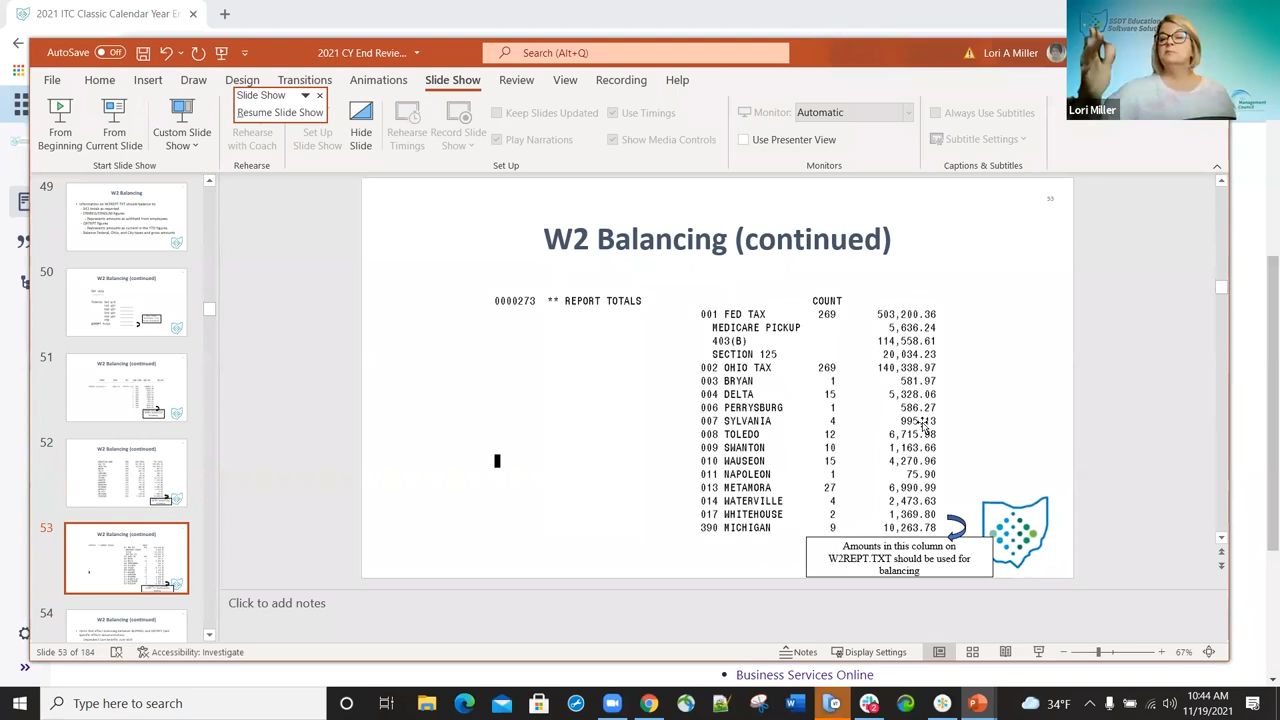 2021 ITC Classic Calendar Year E
AutoSave Off
2021 CY End Revie...
Search (Alt+Q)
Lori A Miller
SSDT Education
Software Solu
Lori Miller
Management
Council
File Home Insert Draw Design Transitions Animations Slide Show Review View Recording Help
Slide Show
Resume Slide Show
From Beginning
From Current Slide
Custom Slide Show
Rehearse with Coach
Set Up Slide Show
Hide Slide
Rehearse Timings
Record Slide Show
Keep Slides Updated
Use Timings
Play Narrations
Show Media Controls
Monitor: Automatic
Use Presenter View
Always Use Subtitles
Subtitle Settings
Start Slide Show
Rehearse
Set Up
Monitors
Captions & Subtitles
49
W2 Balancing
50
W2 Balancing (continued)
51
W2 Balancing (continued)
52
W2 Balancing (continued)
53
W2 Balancing (continued)
54
W2 Balancing (continued)
53
W2 Balancing (continued)
0000273 ** REPORT TOTALS COUNT
001 FED TAX 269 503,200.36
MEDICARE PICKUP 5,636.24
403(B) 114,558.61
SECTION 125 20,034.23
002 OHIO TAX 269 140,338.97
003 BRYAN 1 581.97
004 DELTA 15 5,328.06
006 PERRYSBURG 1 586.27
007 SYLVANIA 4 995.13
008 TOLEDO 12 6,715.98
009 SWANTON 10 1,163.66
010 WAUSEON 15 4,270.96
011 NAPOLEON 1 75.90
013 METAMORA 27 6,990.99
014 WATERVILLE 4 2,473.63
017 WHITEHOUSE 2 1,369.80
390 MICHIGAN 9 10,263.78
Amounts in this column on
W2REPT.TXT should be used for
balancing
Click to add notes
Slide 53 of 184
Accessibility: Investigate
Notes
Display Settings
67%
Business Services Online
Type here to search
34°F
10:44 AM
11/19/2021